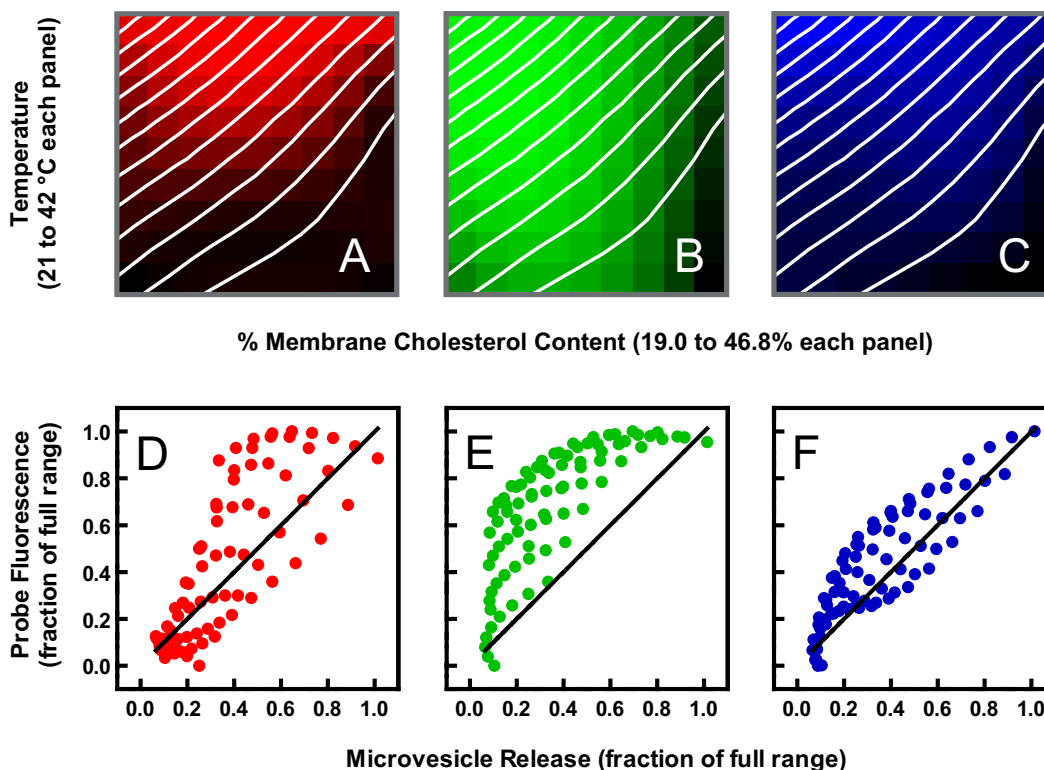 Temperature
(21 to 42 °C each panel)
A
B
C
% Membrane Cholesterol Content (19.0 to 46.8% each panel)
Probe Fluorescence
(fraction of full range)
1.0
0.8
0.6
0.4
0.2
0.0
D
E
F
0.0 0.2 0.4 0.6 0.8 1.0
0.0 0.2 0.4 0.6 0.8 1.0
0.0 0.2 0.4 0.6 0.8 1.0
Microvesicle Release (fraction of full range)